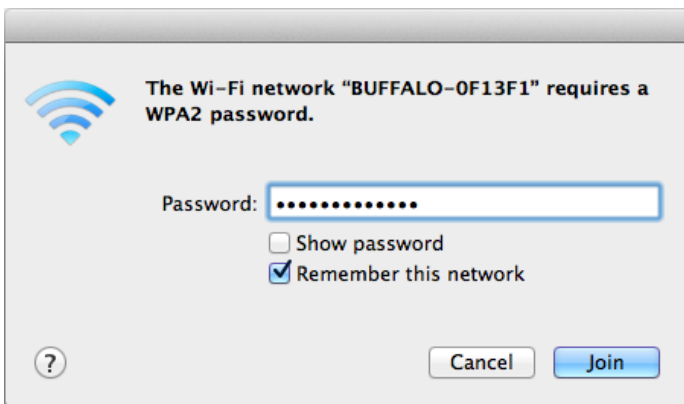 The Wi-Fi network “BUFFALO-0F13F1” requires a
WPA2 password.
Password: •••••••••••••
Show password
Remember this network
? Cancel Join